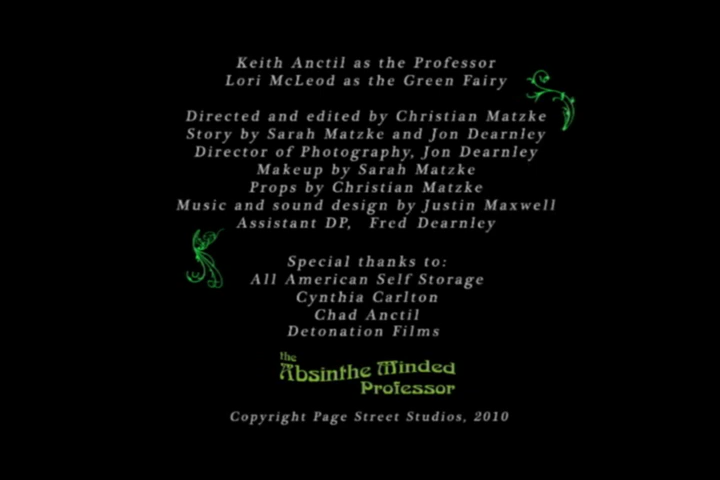 Keith Anctil as the Professor
Lori McLeod as the Green Fairy
Directed and edited by Christian Matzke
Story by Sarah Matzke and Jon Dearnley
Director of Photography, Jon Dearnley
Makeup by Sarah Matzke
Props by Christian Matzke
Music and sound design by Justin Maxwell
Assistant DP, Fred Dearnley
Special thanks to:
All American Self Storage
Cynthia Carlton
Chad Anctil
Detonation Films
the
Absinthe Minded
Professor
Copyright Page Street Studios, 2010